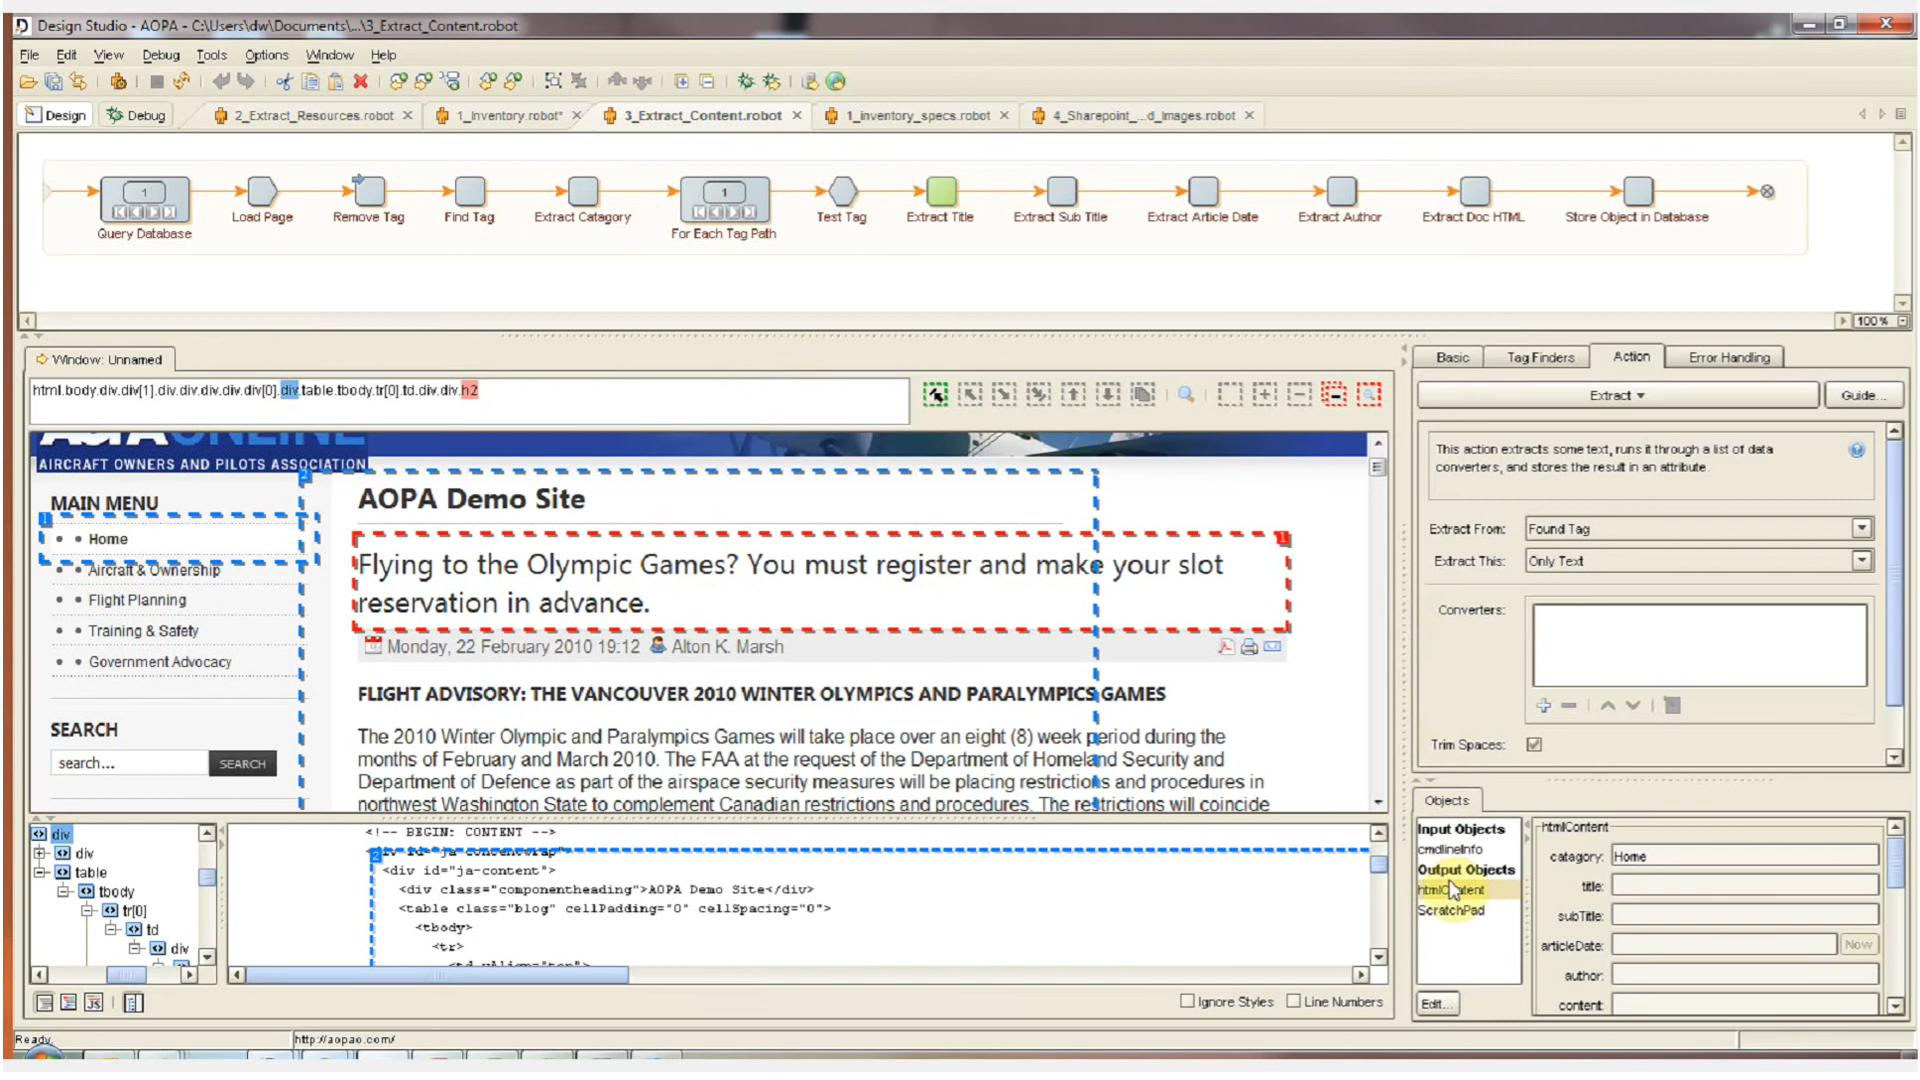 Design Studio - AOPA - C:\Users\dw\Documents\...\3_Extract_Content.robot
File Edit View Debug Tools Options Window Help
Design Debug 2_Extract_Resources.robot 1_Inventory.robot* 3_Extract_Content.robot 1_inventory_specs.robot 4_Sharepoint_...d_Images.robot
1 1
Query Database Load Page Remove Tag Find Tag Extract Catagory For Each Tag Path Test Tag Extract Title Extract Sub Title Extract Article Date Extract Author Extract Doc HTML Store Object in Database
100%
Window: Unnamed
html.body.div.div[1].div.div.div.div.div[0].div.table.tbody.tr[0].td.div.div.h2
AIRCRAFT OWNERS AND PILOTS ASSOCIATION
MAIN MENU
Home
Aircraft & Ownership
Flight Planning
Training & Safety
Government Advocacy
SEARCH
search... SEARCH
2
1
AOPA Demo Site
1
Flying to the Olympic Games? You must register and make your slot
reservation in advance.
Monday, 22 February 2010 19:12 Alton K. Marsh
FLIGHT ADVISORY: THE VANCOUVER 2010 WINTER OLYMPICS AND PARALYMPICS GAMES
The 2010 Winter Olympic and Paralympics Games will take place over an eight (8) week period during the
months of February and March 2010. The FAA at the request of the Department of Homeland Security and
Department of Defence as part of the airspace security measures will be placing restrictions and procedures in
northwest Washington State to complement Canadian restrictions and procedures. The restrictions will coincide
div
div
table
tbody
tr[0]
td
div
<!-- BEGIN: CONTENT -->
2
<div id="ja-content">
<div class="componentheading">AOPA Demo Site</div>
<table class="blog" cellPadding="0" cellSpacing="0">
<tbody>
<tr>
<td vAlign="top">
JS
Ignore Styles Line Numbers
Basic Tag Finders Action Error Handling
Extract Guide...
This action extracts some text, runs it through a list of data
converters, and stores the result in an attribute.
Extract From: Found Tag
Extract This: Only Text
Converters:
Trim Spaces:
Objects
Input Objects
cmdlineInfo
Output Objects
htmlContent
ScratchPad
Edit...
htmlContent
catagory: Home
title:
subTitle:
articleDate: Now
author:
content:
Ready.
http://aopao.com/